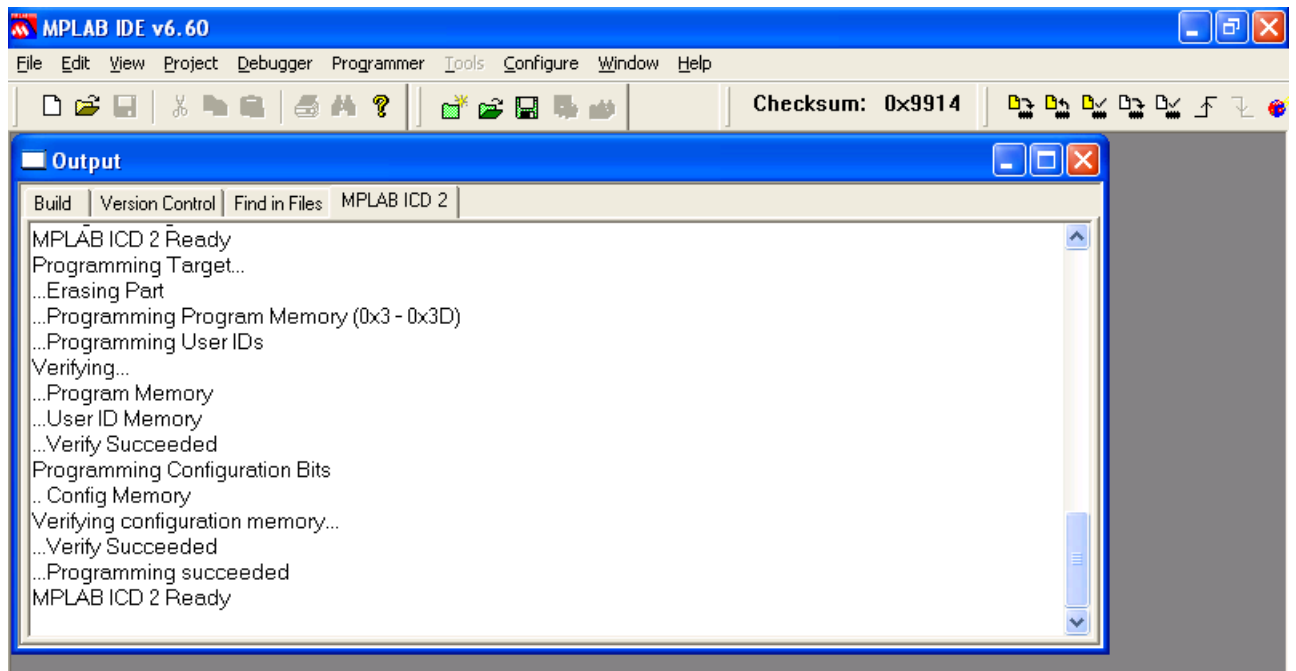 MPLAB IDE v6.60
File Edit View Project Debugger Programmer Tools Configure Window Help
Checksum: 0x9914
Output
Build Version Control Find in Files MPLAB ICD 2
MPLAB ICD 2 Ready
Programming Target...
...Erasing Part
...Programming Program Memory (0x3 - 0x3D)
...Programming User IDs
Verifying...
...Program Memory
...User ID Memory
...Verify Succeeded
Programming Configuration Bits
.. Config Memory
Verifying configuration memory...
...Verify Succeeded
...Programming succeeded
MPLAB ICD 2 Ready